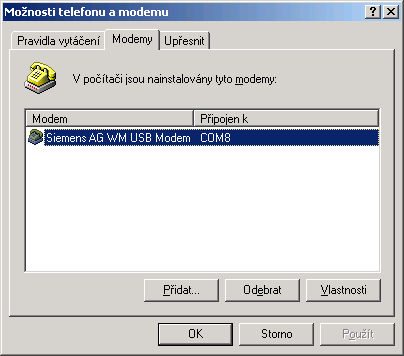 Možnosti telefonu a modemu
Pravidla vytáčení Modemy Upřesnit
V počítači jsou nainstalovány tyto modemy:
Modem Připojen k
Siemens AG WM USB Modem COM8
Přidat... Odebrat Vlastnosti
OK Storno Použít